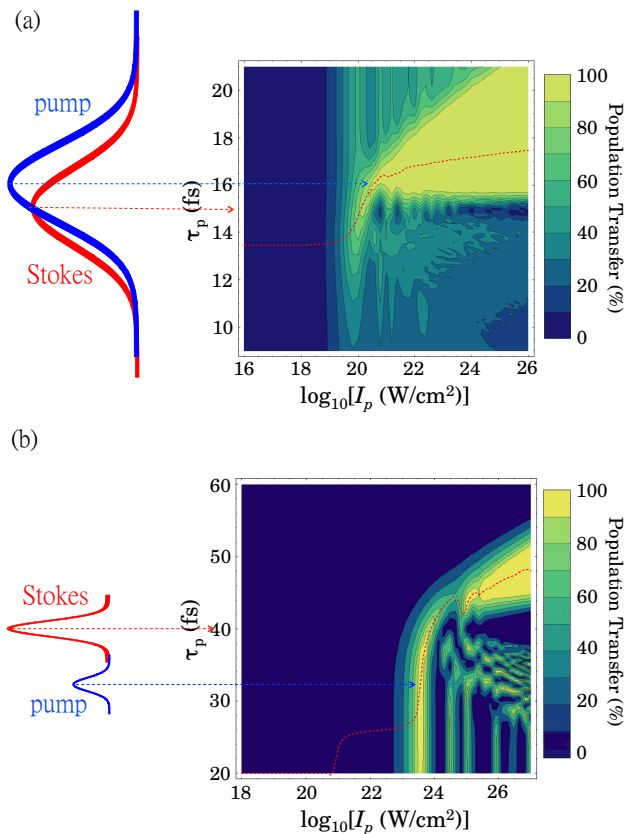 (a)
pump
Stokes
τp (fs)
20
18
16
14
12
10
16 18 20 22 24 26
log10[Ip (W/cm2)]
100
80
60
40
20
0
Population Transfer (%)
(b)
Stokes
pump
τp (fs)
60
50
40
30
20
18 20 22 24 26
log10[Ip (W/cm2)]
100
80
60
40
20
0
Population Transfer (%)